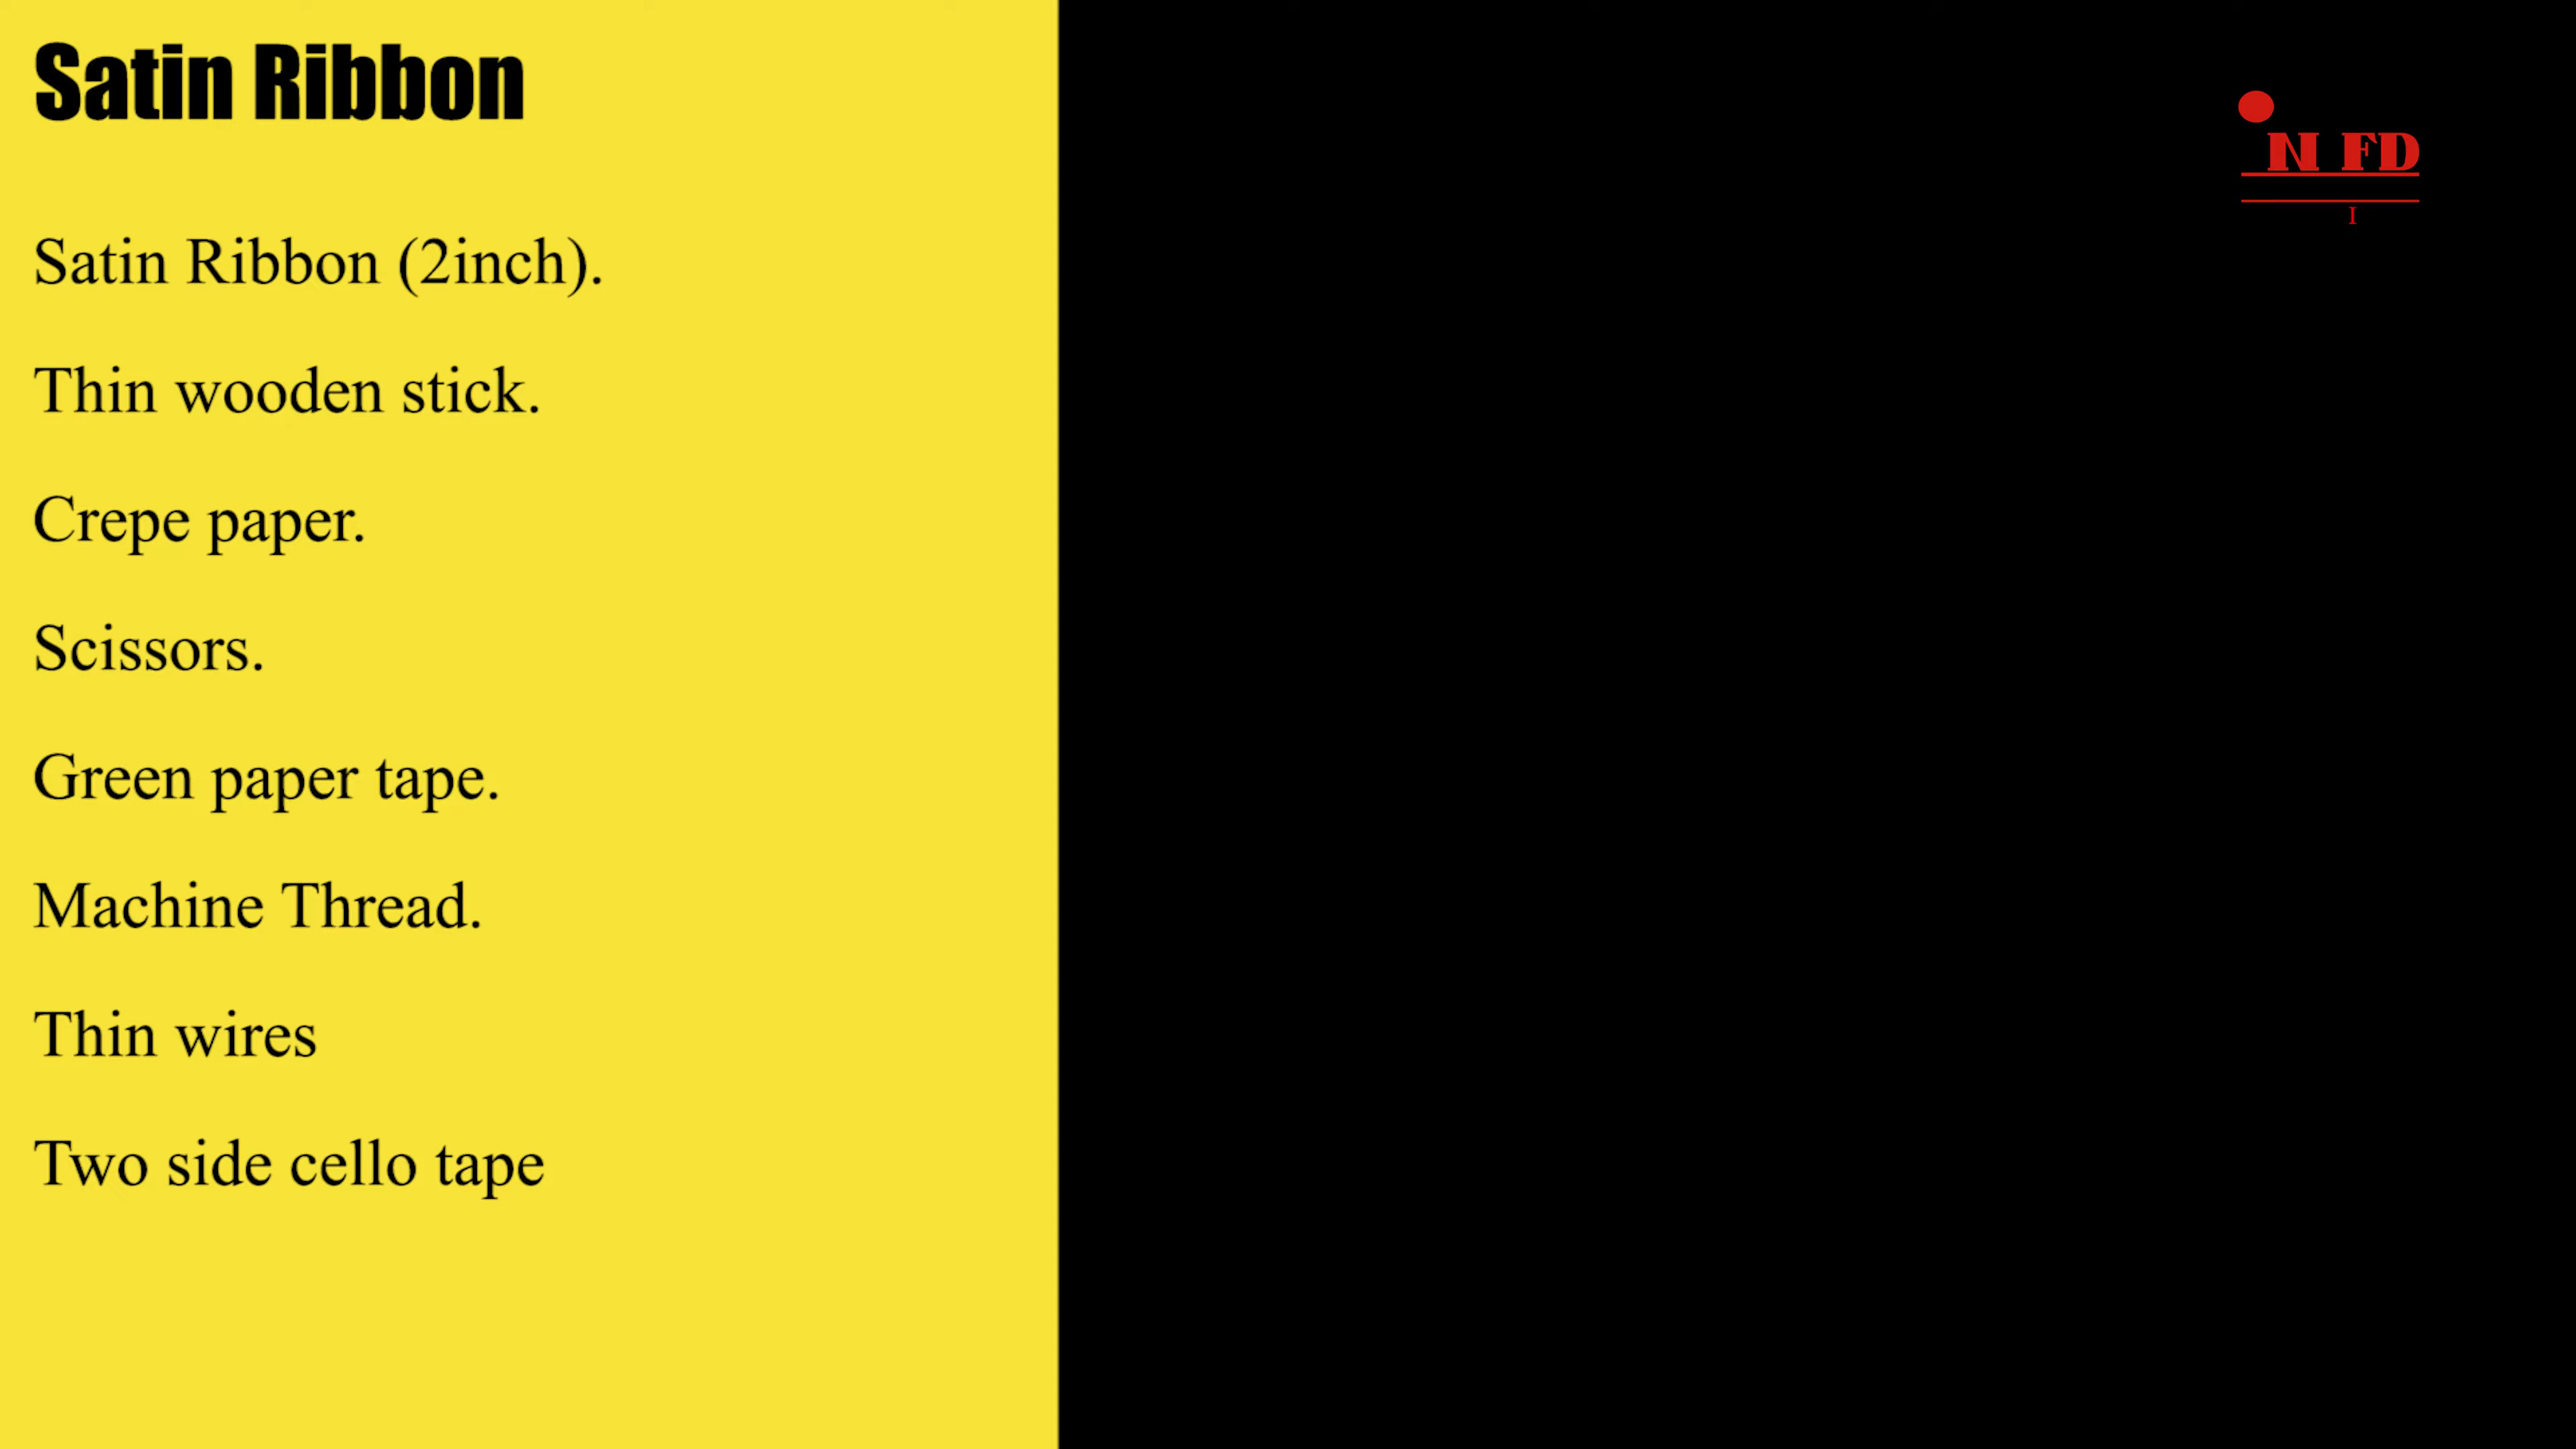 Satin Ribbon
Satin Ribbon (2inch).
Thin wooden stick.
Crepe paper.
Scissors.
Green paper tape.
Machine Thread.
Thin wires
Two side cello tape
N FD
I